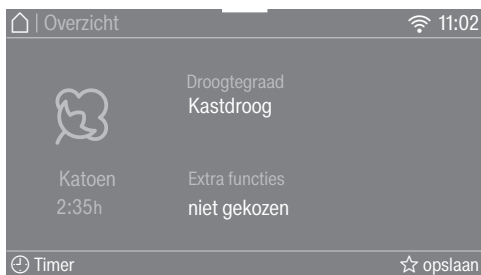 | Overzicht 11:02
Droogtegraad
Kastdroog
Katoen
2:35h
Extra functies
niet gekozen
Timer
opslaan